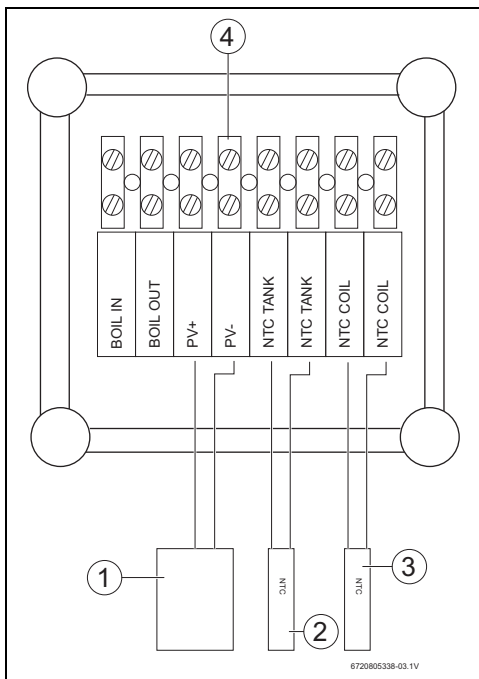 4
BOIL IN
BOIL OUT
PV+
PV-
NTC TANK
NTC TANK
NTC COIL
NTC COIL
1
NTC
2
NTC
3
6720805338-03.1V